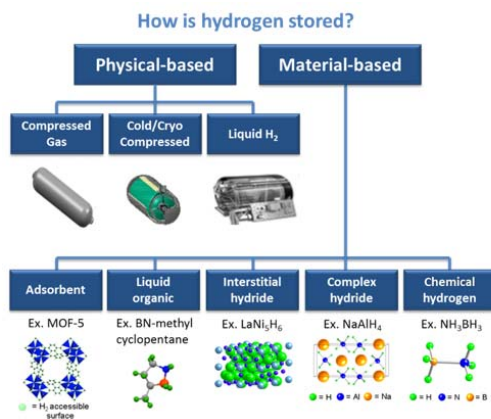 How is hydrogen stored?
Physical-based
Material-based
Compressed
Gas
Cold/Cryo
Compressed
Liquid H₂
Adsorbent
Liquid
organic
Interstitial
hydride
Complex
hydride
Chemical
hydrogen
Ex. MOF-5
Ex. BN-methyl
cyclopentane
Ex. LaNi₅H₆
Ex. NaAlH₄
Ex. NH₃BH₃
= H₂ accessible
surface
= H = Al = Na
= H = N = B